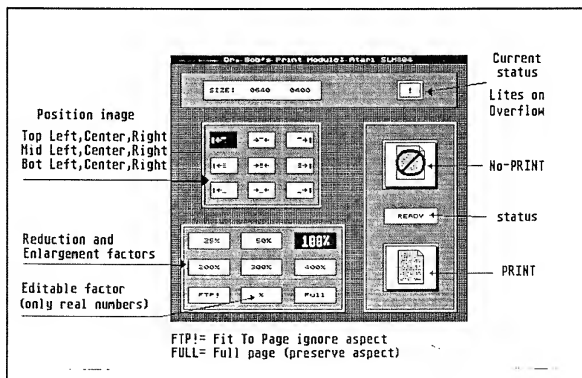 Dr. Bob's Print Module: Atari SLM804
SIZE: 0640 0400
!
Current
status
Lites on
Overflow
Position image
Top Left,Center,Right
Mid Left,Center,Right
Bot Left,Center,Right
No-PRINT
READY
status
PRINT
Reduction and
Enlargement factors
Editable factor
(only real numbers)
25% 50% 100%
200% 300% 400%
FTP! % Full
FTP!= Fit To Page ignore aspect
FULL= Full page (preserve aspect)